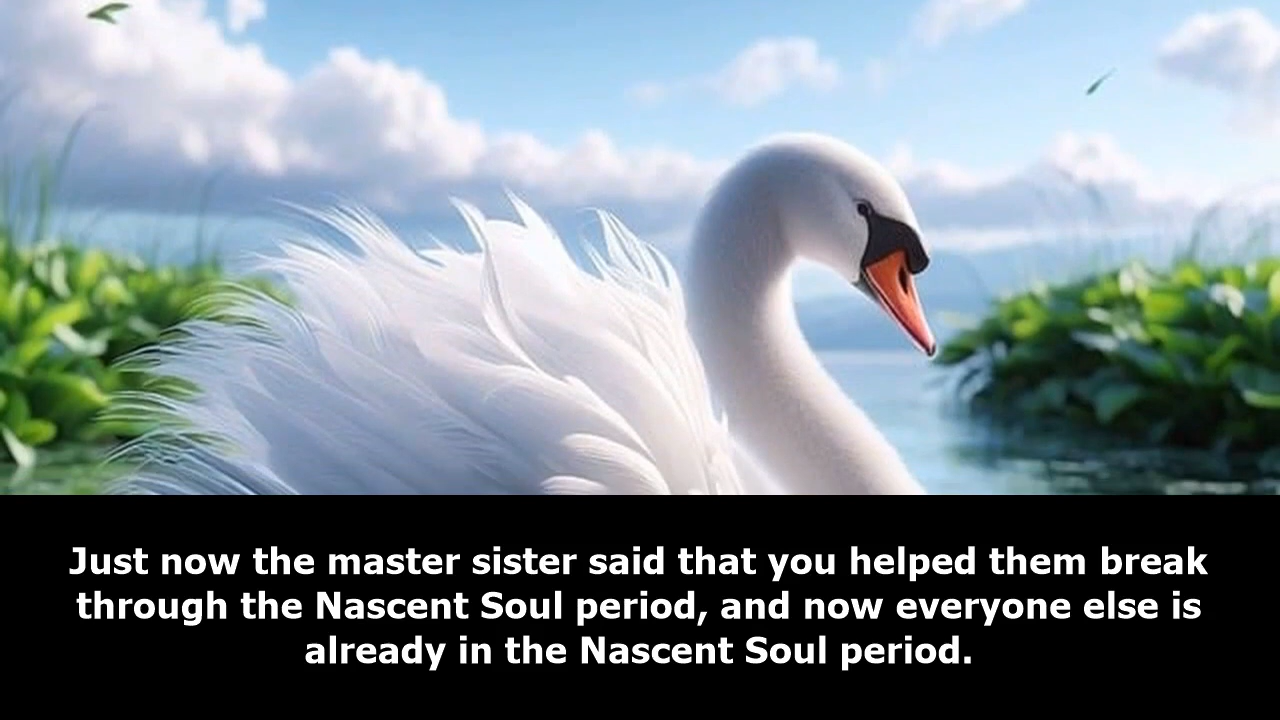 Just now the master sister said that you helped them break
through the Nascent Soul period, and now everyone else is
already in the Nascent Soul period.